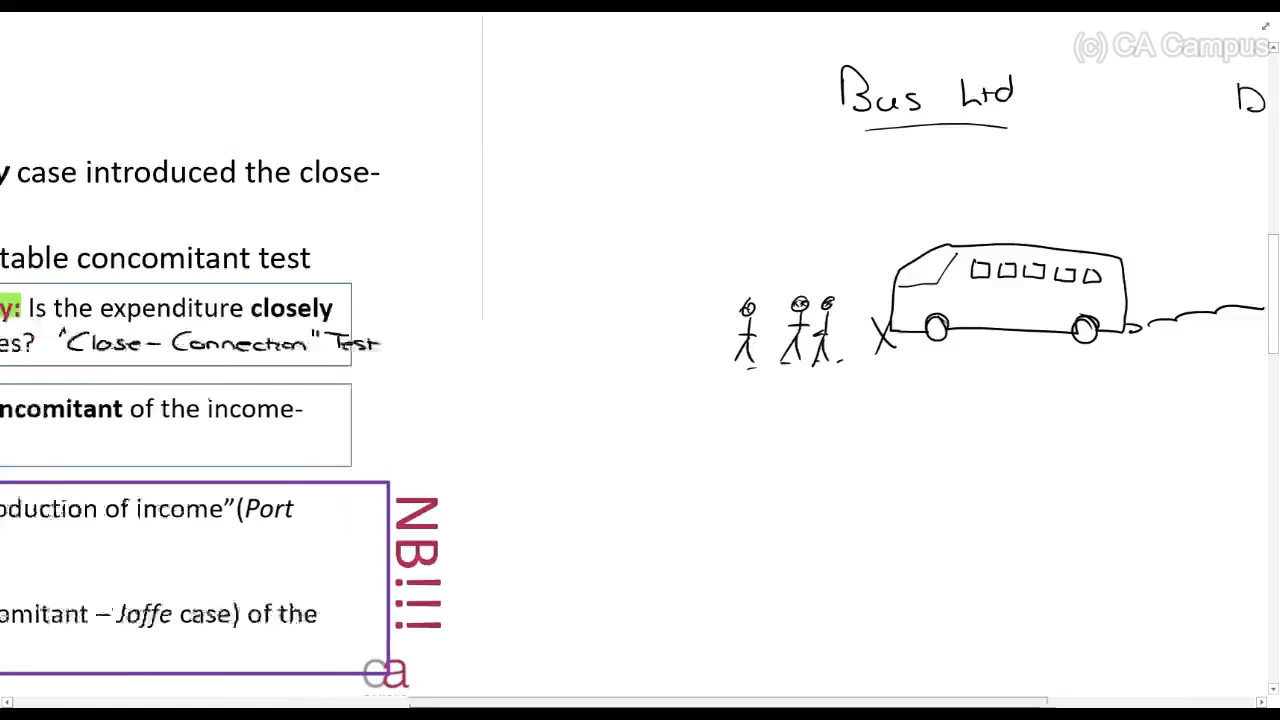 (c) CA Campus
Bus Ltd
D
y case introduced the close-
table concomitant test
y: Is the expenditure closely
es? "Close-Connection" Test
ncomitant of the income-
oduction of income"(Port
omitant – Joffe case) of the
NB!!!
ca